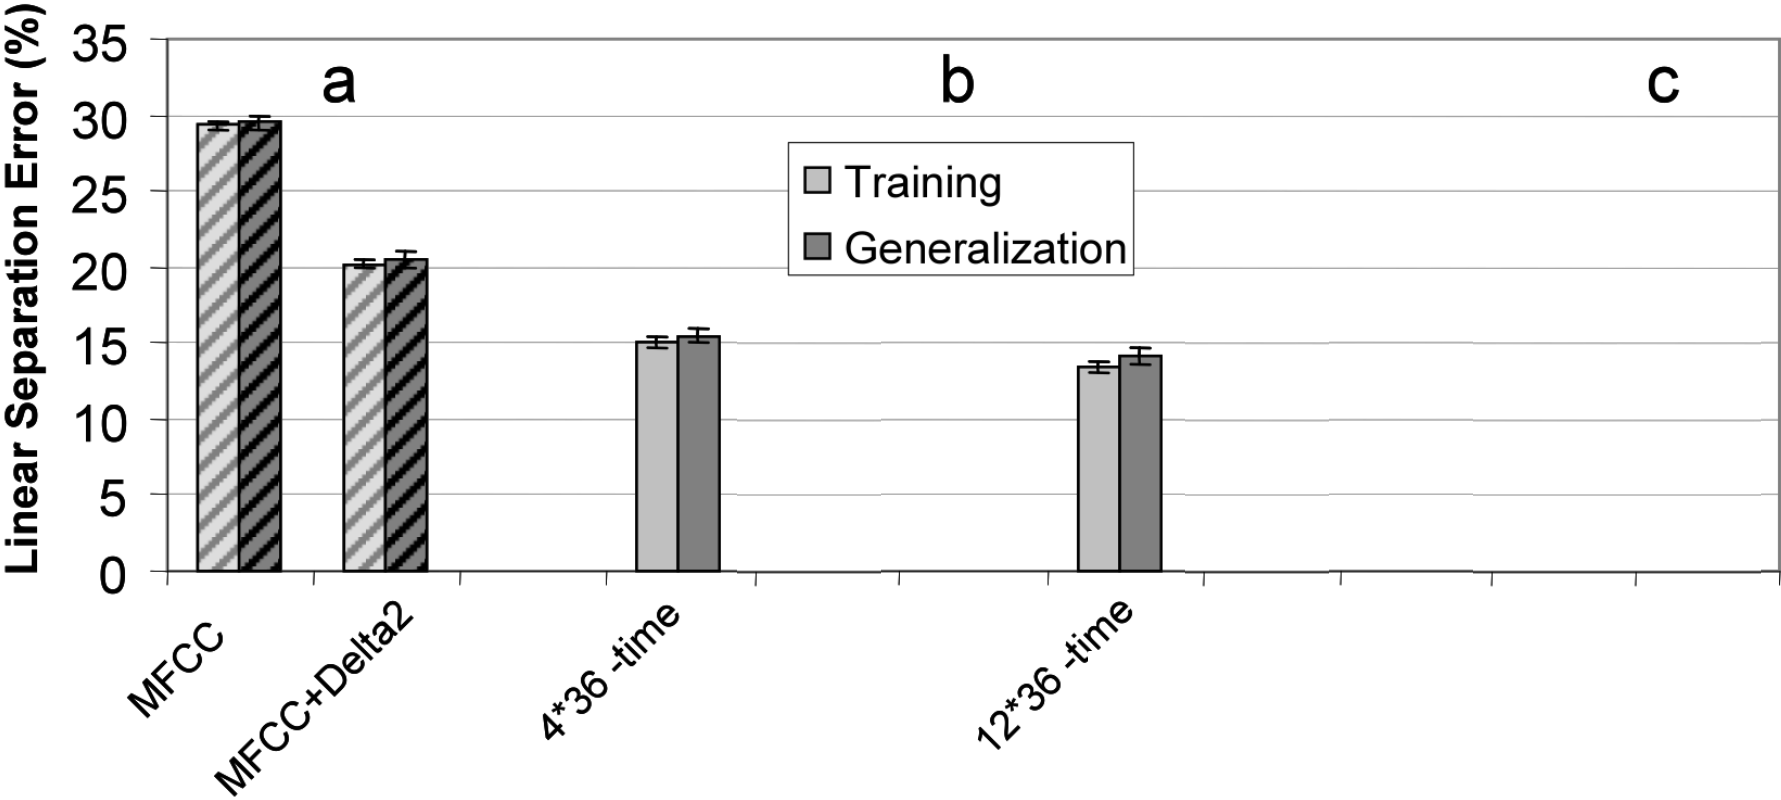 Linear Separation Error (%)
35
30
25
20
15
10
5
0
a
b
c
Training
Generalization
MFCC
MFCC+Delta2
4*36 -time
12*36 -time